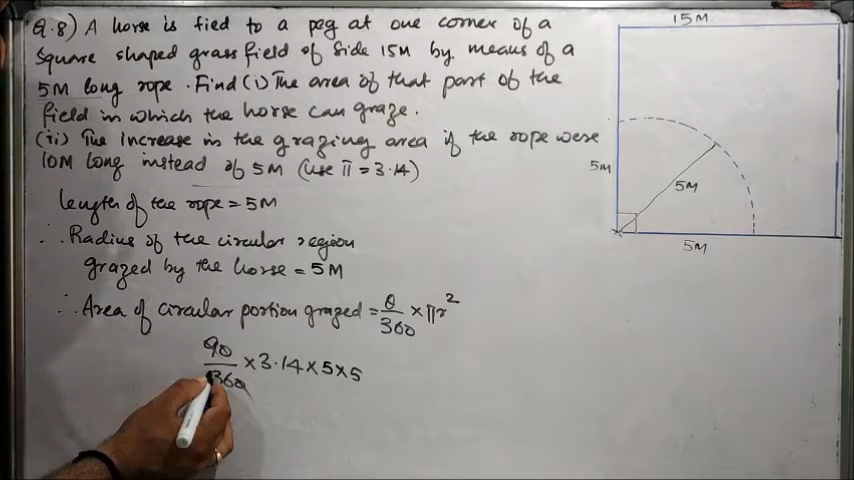 Q.8) A horse is tied to a peg at one corner of a
square shaped grass field of side 15M by means of a
5M long rope. Find (i) The area of that part of the
field in which the horse can graze.
(ii) The increase in the grazing area if the rope were
10M long instead of 5M (use π = 3.14)
length of the rope = 5M
∴ Radius of the circular region
grazed by the horse = 5M
∴ Area of circular portion grazed = θ/360 × πr²
90/360 × 3.14 × 5 × 5
15M
5M
5M
5M